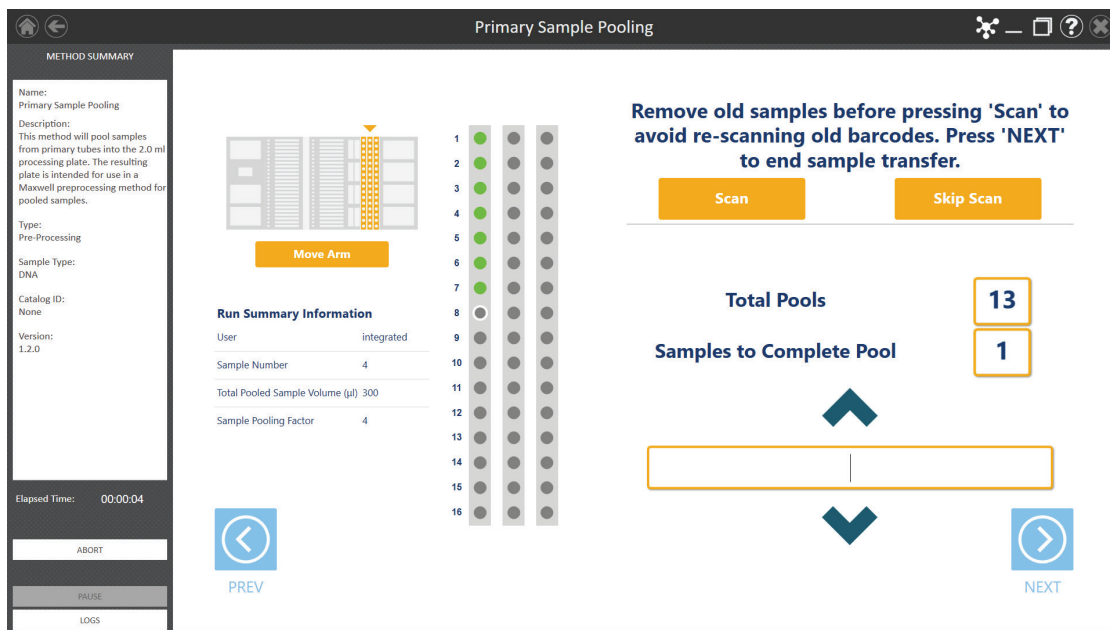 Primary Sample Pooling
?
METHOD SUMMARY
Name:
Primary Sample Pooling
Description:
This method will pool samples
from primary tubes into the 2.0 ml
processing plate. The resulting
plate is intended for use in a
Maxwell preprocessing method for
pooled samples.
Type:
Pre-Processing
Sample Type:
DNA
Catalog ID:
None
Version:
1.2.0
Elapsed Time: 00:00:04
ABORT
PAUSE
LOGS
Move Arm
Run Summary Information
User integrated
Sample Number 4
Total Pooled Sample Volume (µl) 300
Sample Pooling Factor 4
PREV
1
2
3
4
5
6
7
8
9
10
11
12
13
14
15
16
Remove old samples before pressing 'Scan' to
avoid re-scanning old barcodes. Press 'NEXT'
to end sample transfer.
Scan Skip Scan
Total Pools 13
Samples to Complete Pool 1
NEXT